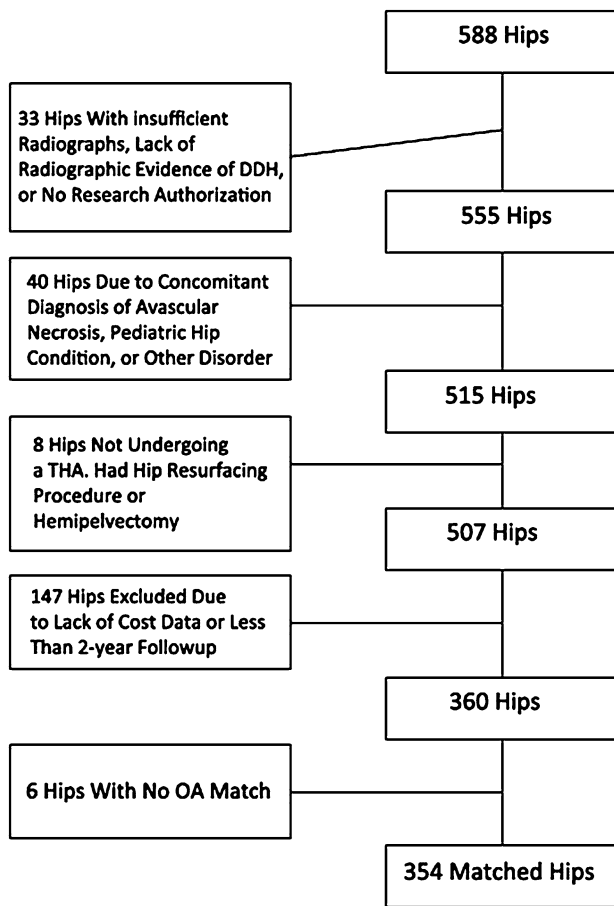 588 Hips
33 Hips With insufficient
Radiographs, Lack of
Radiographic Evidence of DDH,
or No Research Authorization
555 Hips
40 Hips Due to Concomitant
Diagnosis of Avascular
Necrosis, Pediatric Hip
Condition, or Other Disorder
515 Hips
8 Hips Not Undergoing
a THA. Had Hip Resurfacing
Procedure or
Hemipelvectomy
507 Hips
147 Hips Excluded Due
to Lack of Cost Data or Less
Than 2-year Followup
360 Hips
6 Hips With No OA Match
354 Matched Hips